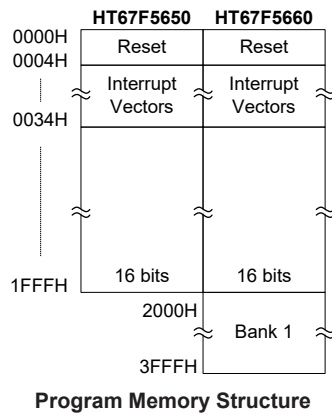 HT67F5650 HT67F5660
0000H Reset Reset
0004H
Interrupt Interrupt
Vectors Vectors
0034H
16 bits 16 bits
1FFFH
2000H
Bank 1
3FFFH
Program Memory Structure